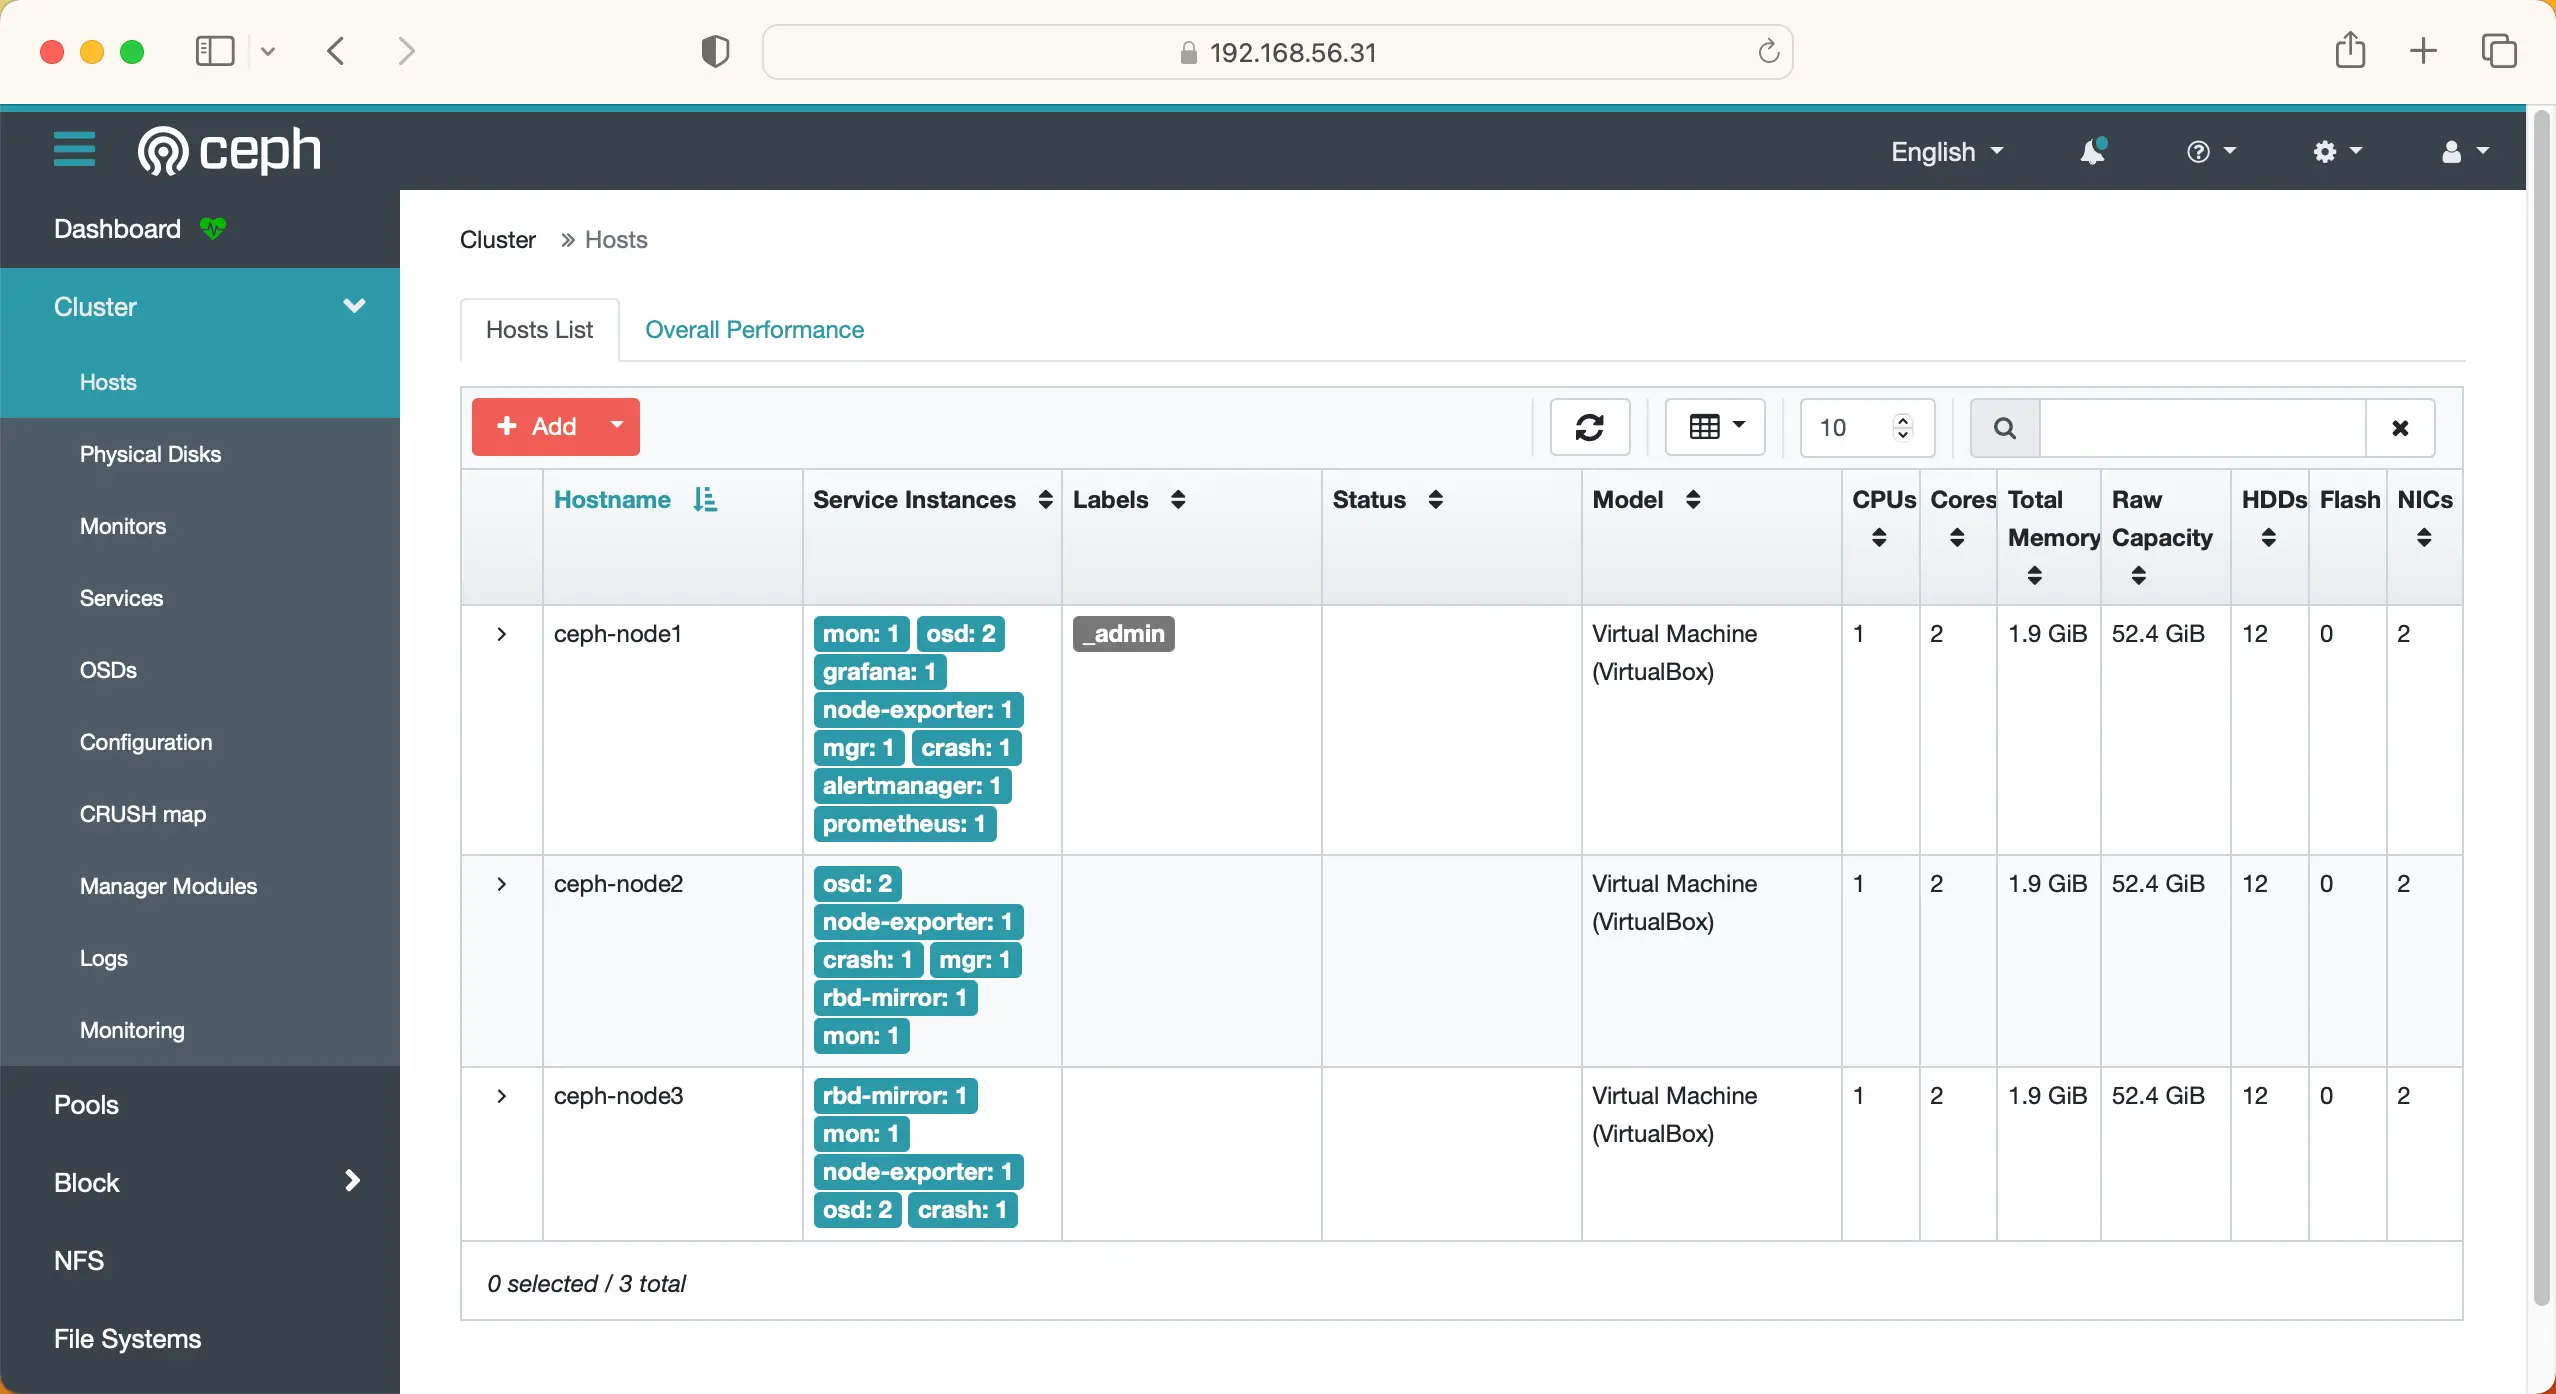 192.168.56.31
ceph
English
Dashboard
Cluster
Hosts
Physical Disks
Monitors
Services
OSDs
Configuration
CRUSH map
Manager Modules
Logs
Monitoring
Pools
Block
NFS
File Systems
Cluster » Hosts
Hosts List Overall Performance
+ Add
10
Hostname Service Instances Labels Status Model CPUs Cores Total Memory Raw Capacity HDDs Flash NICs
ceph-node1 mon: 1 osd: 2 _admin Virtual Machine 1 2 1.9 GiB 52.4 GiB 12 0 2
grafana: 1 (VirtualBox)
node-exporter: 1
mgr: 1 crash: 1
alertmanager: 1
prometheus: 1
ceph-node2 osd: 2 Virtual Machine 1 2 1.9 GiB 52.4 GiB 12 0 2
node-exporter: 1 (VirtualBox)
crash: 1 mgr: 1
rbd-mirror: 1
mon: 1
ceph-node3 rbd-mirror: 1 Virtual Machine 1 2 1.9 GiB 52.4 GiB 12 0 2
mon: 1 (VirtualBox)
node-exporter: 1
osd: 2 crash: 1
0 selected / 3 total